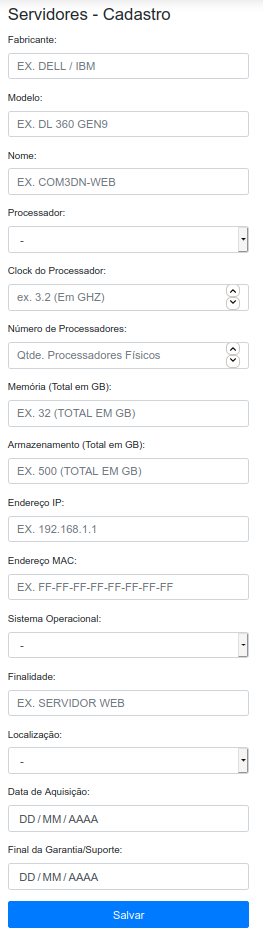 Servidores - Cadastro
Fabricante:
EX. DELL / IBM
Modelo:
EX. DL 360 GEN9
Nome:
EX. COM3DN-WEB
Processador:
-
Clock do Processador:
ex. 3.2 (Em GHZ)
Número de Processadores:
Qtde. Processadores Físicos
Memória (Total em GB):
EX. 32 (TOTAL EM GB)
Armazenamento (Total em GB):
EX. 500 (TOTAL EM GB)
Endereço IP:
EX. 192.168.1.1
Endereço MAC:
EX. FF-FF-FF-FF-FF-FF-FF-FF
Sistema Operacional:
-
Finalidade:
EX. SERVIDOR WEB
Localização:
-
Data de Aquisição:
DD/MM/AAAA
Final da Garantia/Suporte:
DD/MM/AAAA
Salvar